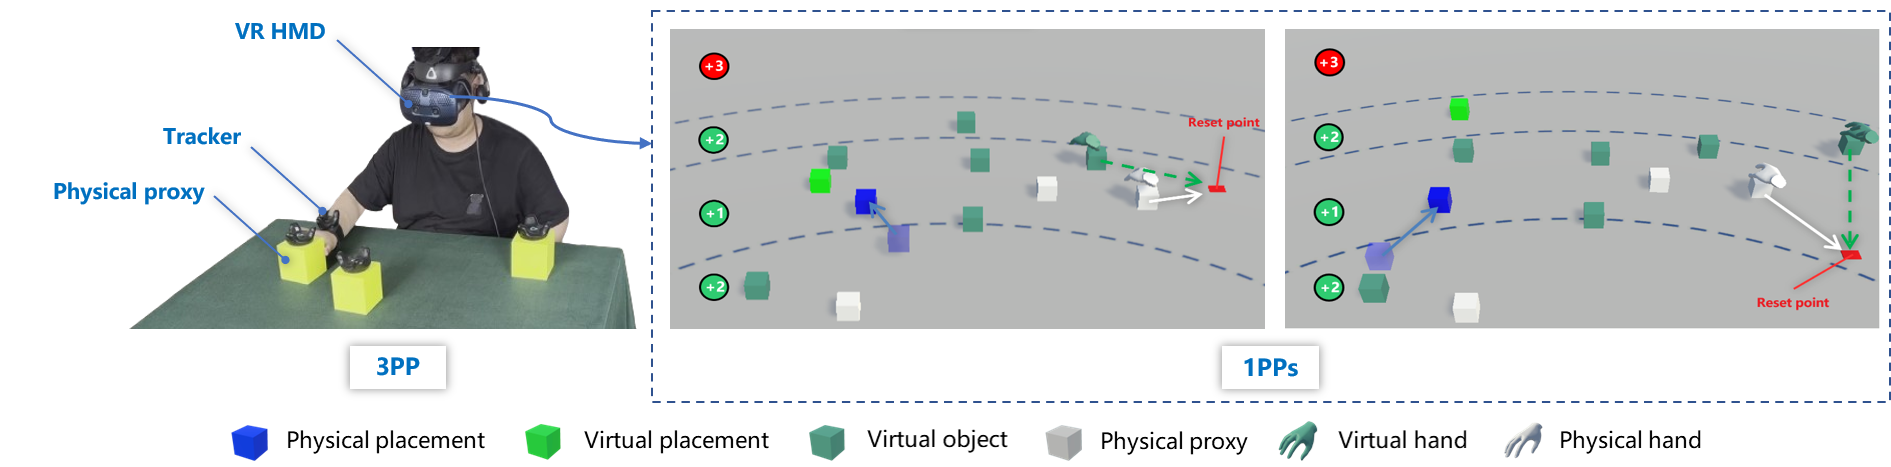 VR HMD
Tracker
Physical proxy
3PP
+3
+2
+1
+2
Reset point
+3
+2
+1
+2
Reset point
1PPs
Physical placement
Virtual placement
Virtual object
Physical proxy
Virtual hand
Physical hand